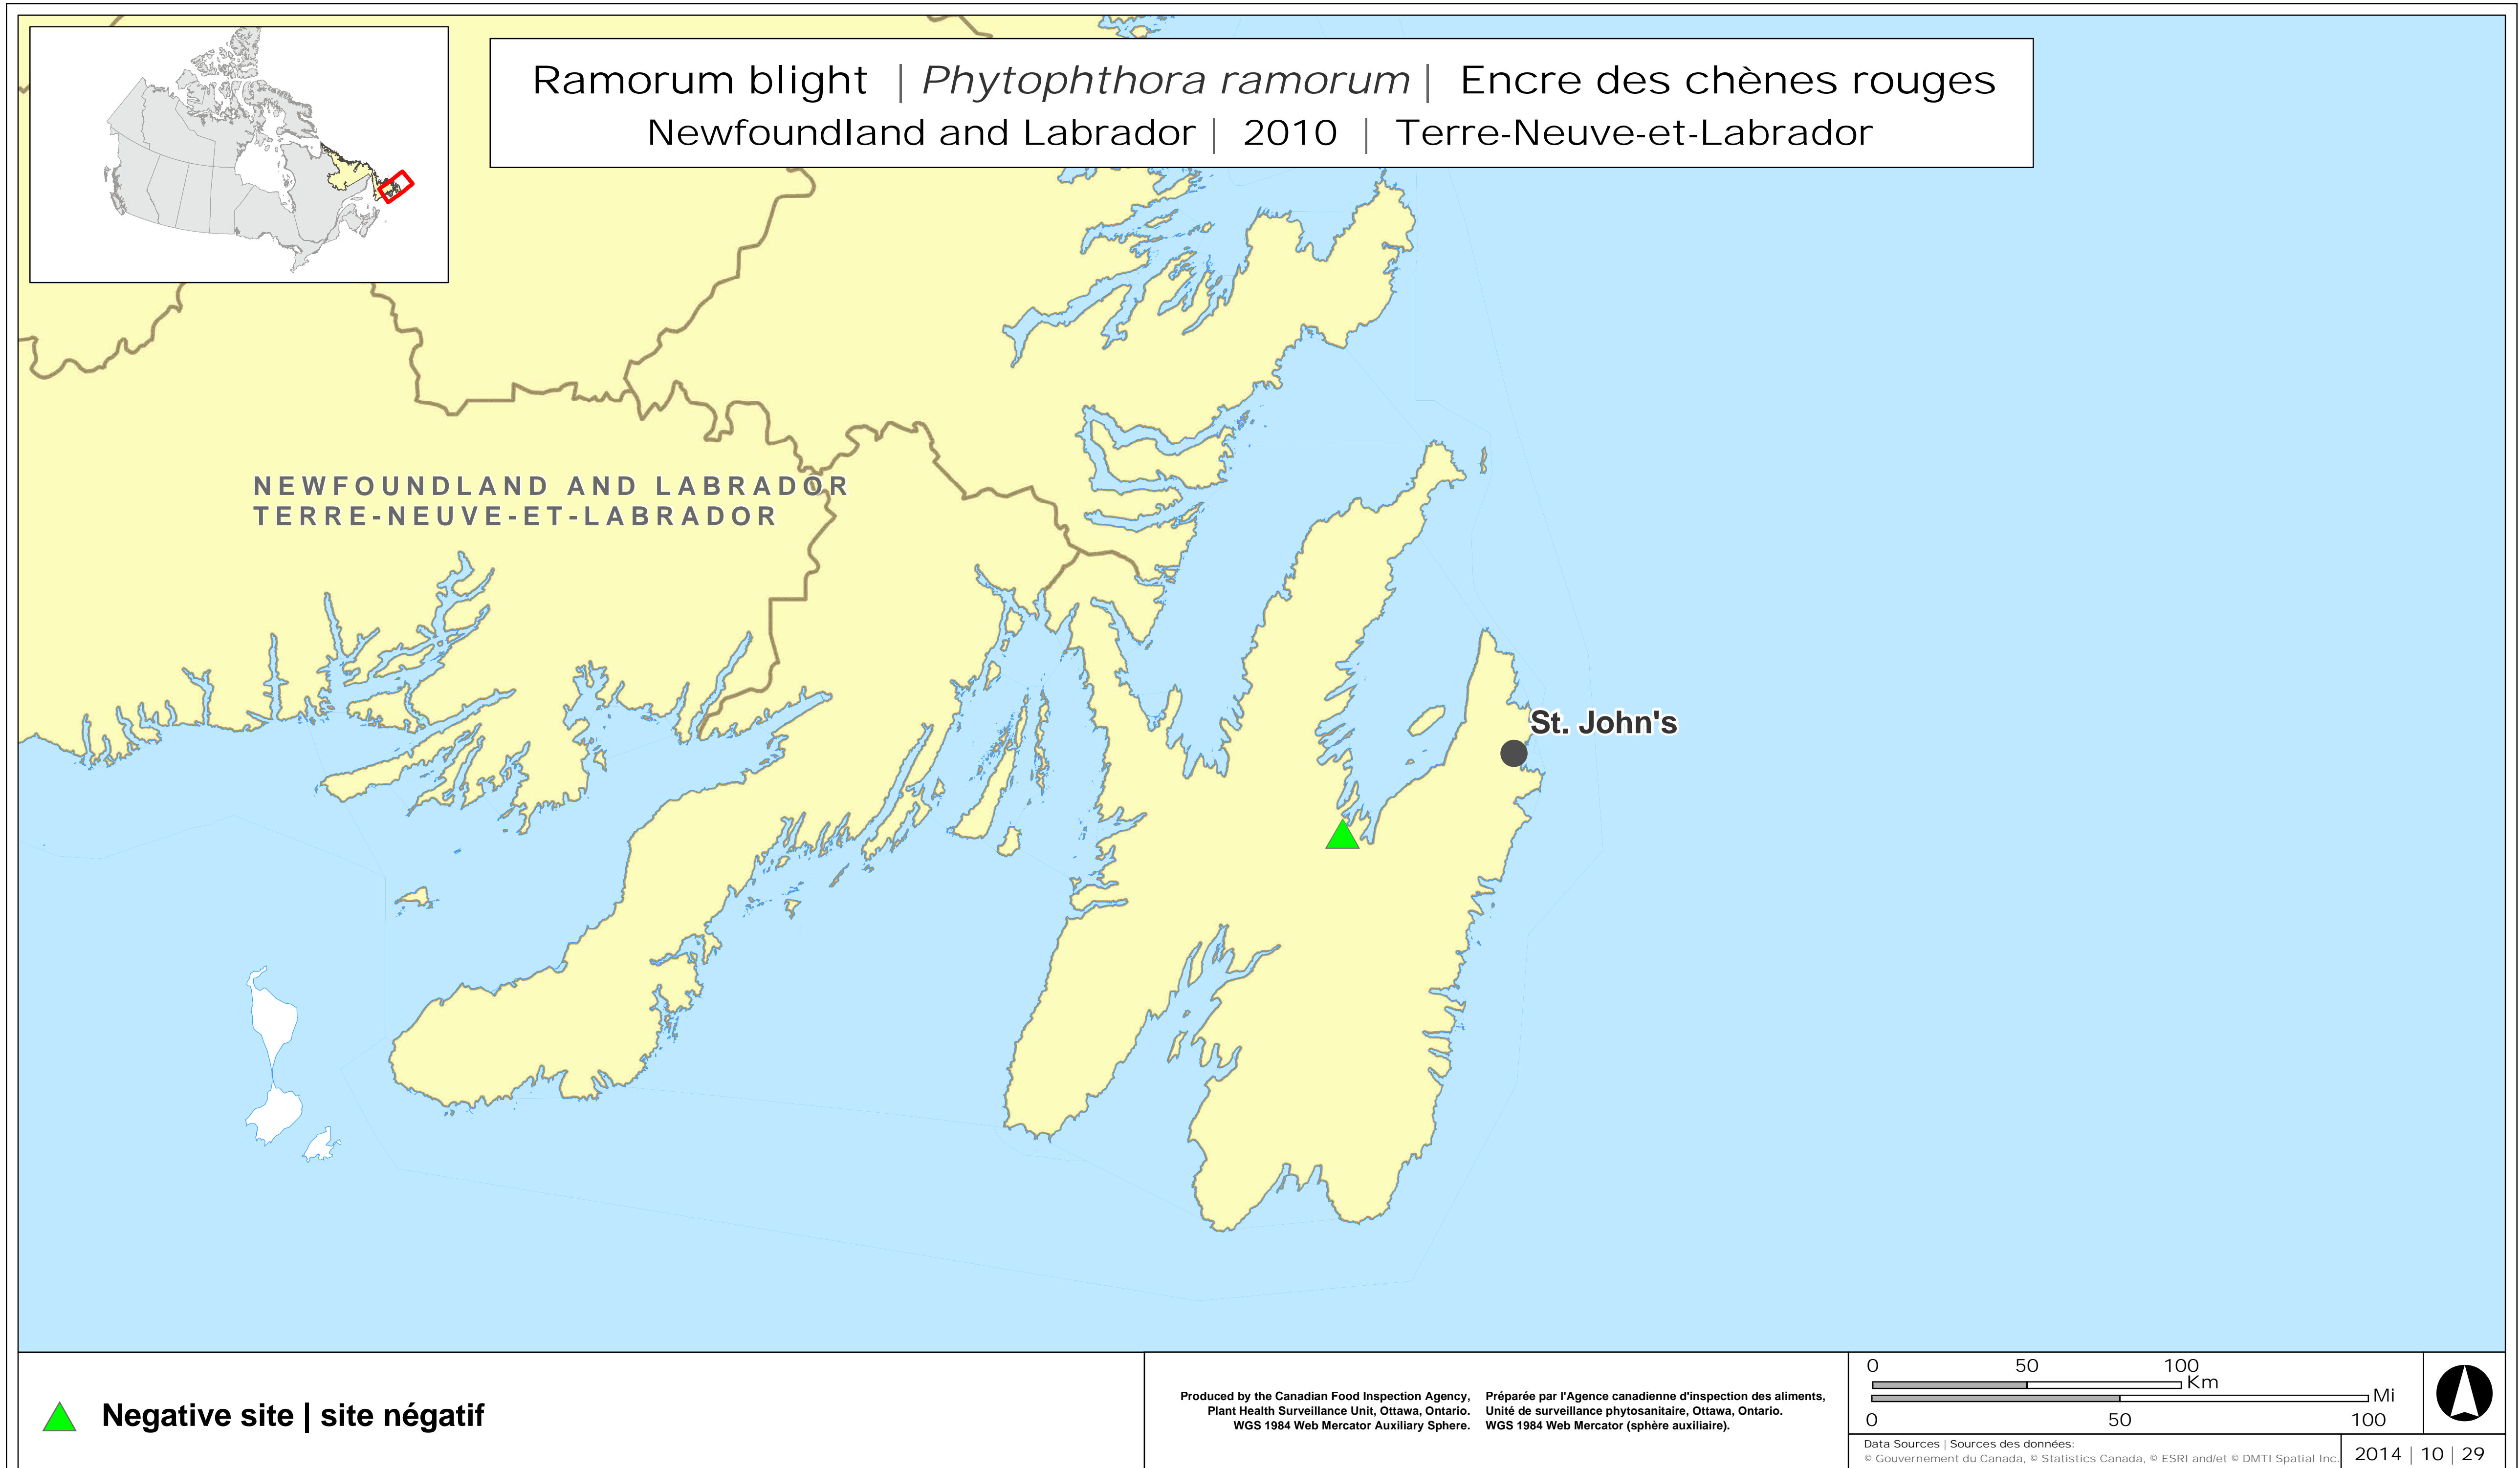 Ramorum blight | Phytophthora ramorum | Encre des chènes rouges
Newfoundland and Labrador | 2010 | Terre-Neuve-et-Labrador
NEWFOUNDLAND AND LABRADOR
TERRE-NEUVE-ET-LABRADOR
St. John's
Negative site | site négatif
Produced by the Canadian Food Inspection Agency,
Plant Health Surveillance Unit, Ottawa, Ontario.
WGS 1984 Web Mercator Auxiliary Sphere.
Préparée par l'Agence canadienne d'inspection des aliments,
Unité de surveillance phytosanitaire, Ottawa, Ontario.
WGS 1984 Web Mercator (sphère auxiliaire).
0 50 100
Km
Mi
0 50 100
Data Sources | Sources des données:
© Gouvernement du Canada, © Statistics Canada, © ESRI and/et © DMTI Spatial Inc.
2014 | 10 | 29